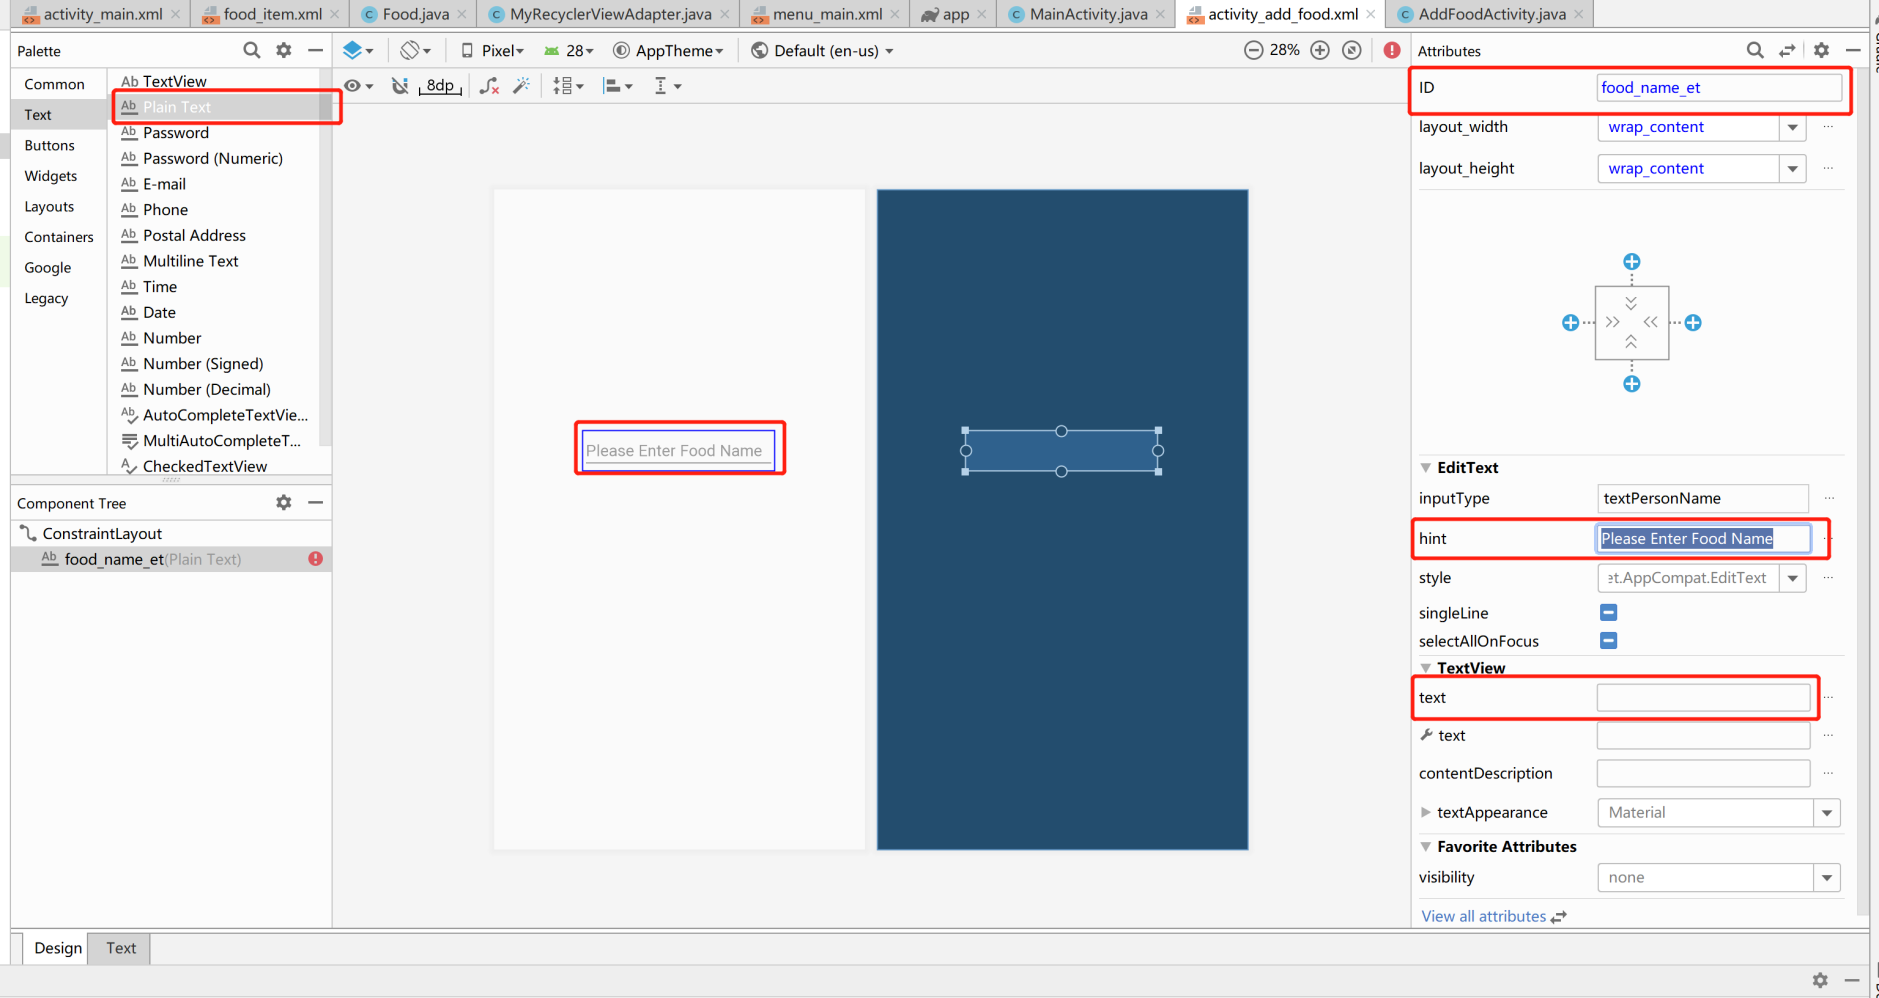 activity_main.xml food_item.xml Food.java MyRecyclerViewAdapter.java menu_main.xml app MainActivity.java activity_add_food.xml AddFoodActivity.java
Palette
Common
Text
Buttons
Widgets
Layouts
Containers
Google
Legacy
Ab TextView
Ab Plain Text
Ab Password
Ab Password (Numeric)
Ab E-mail
Ab Phone
Ab Postal Address
Ab Multiline Text
Ab Time
Ab Date
Ab Number
Ab Number (Signed)
Ab Number (Decimal)
Ab AutoCompleteTextVie...
MultiAutoCompleteT...
A CheckedTextView
Component Tree
ConstraintLayout
Ab food_name_et(Plain Text)
Pixel 28 AppTheme Default (en-us) 28%
8dp
Please Enter Food Name
Attributes
ID food_name_et
layout_width wrap_content
layout_height wrap_content
EditText
inputType textPersonName
hint Please Enter Food Name
style et.AppCompat.EditText
singleLine
selectAllOnFocus
TextView
text
text
contentDescription
textAppearance Material
Favorite Attributes
visibility none
View all attributes
Design Text